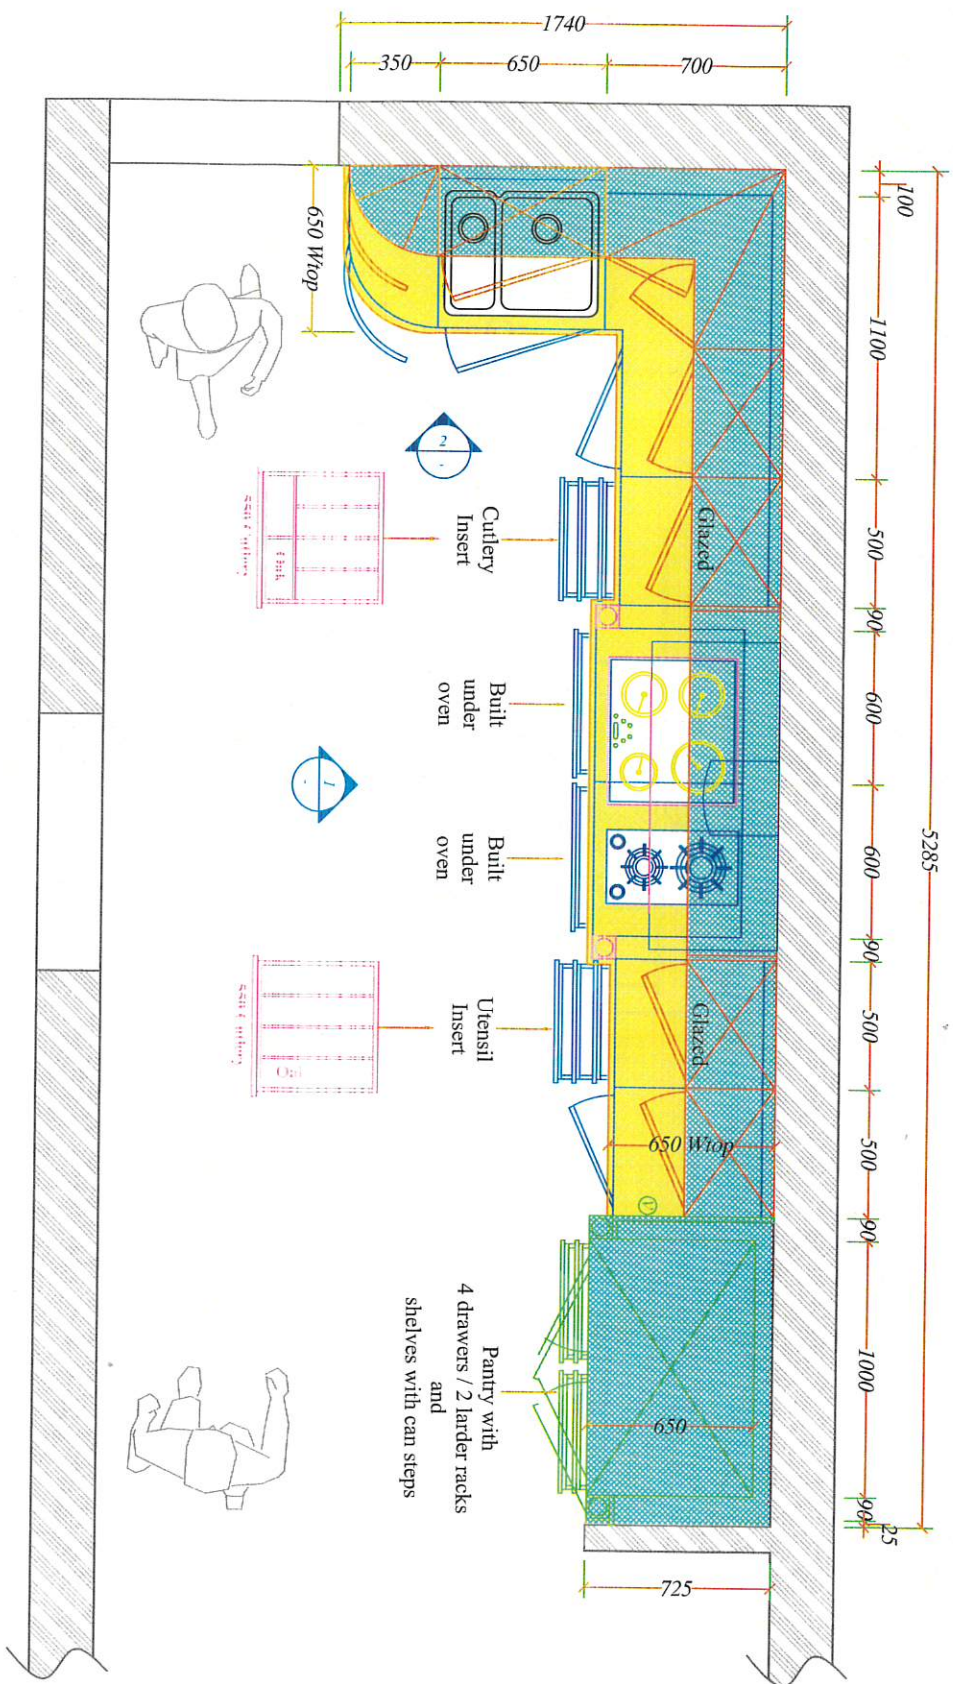 1740
350
650
700
5285
100
1100
500
90
600
600
90
500
500
90
1000
90
25
650 Wtop
2
-
Cutlery
Insert
Glazed
Built
under
oven
1
-
Built
under
oven
Utensil
Insert
Glazed
650 Wtop
V
Pantry with
4 drawers / 2 larder racks
and
shelves with can steps
650
725